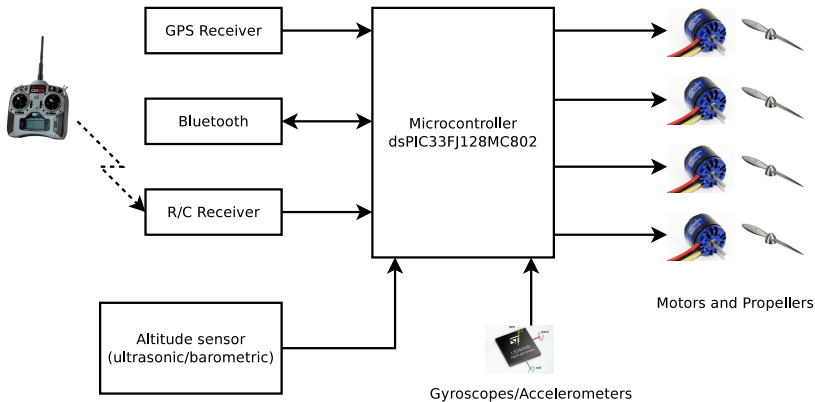 GPS Receiver
Bluetooth
Microcontroller
dsPIC33FJ128MC802
R/C Receiver
Altitude sensor
(ultrasonic/barometric)
Motors and Propellers
Gyroscopes/Accelerometers